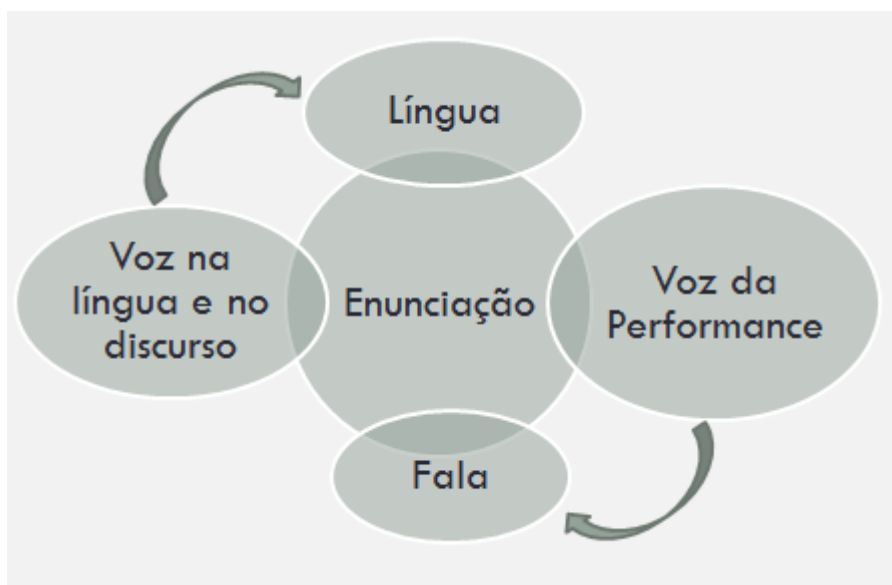 Língua
Voz na
língua e no
discurso
Enunciação
Voz da
Performance
Fala